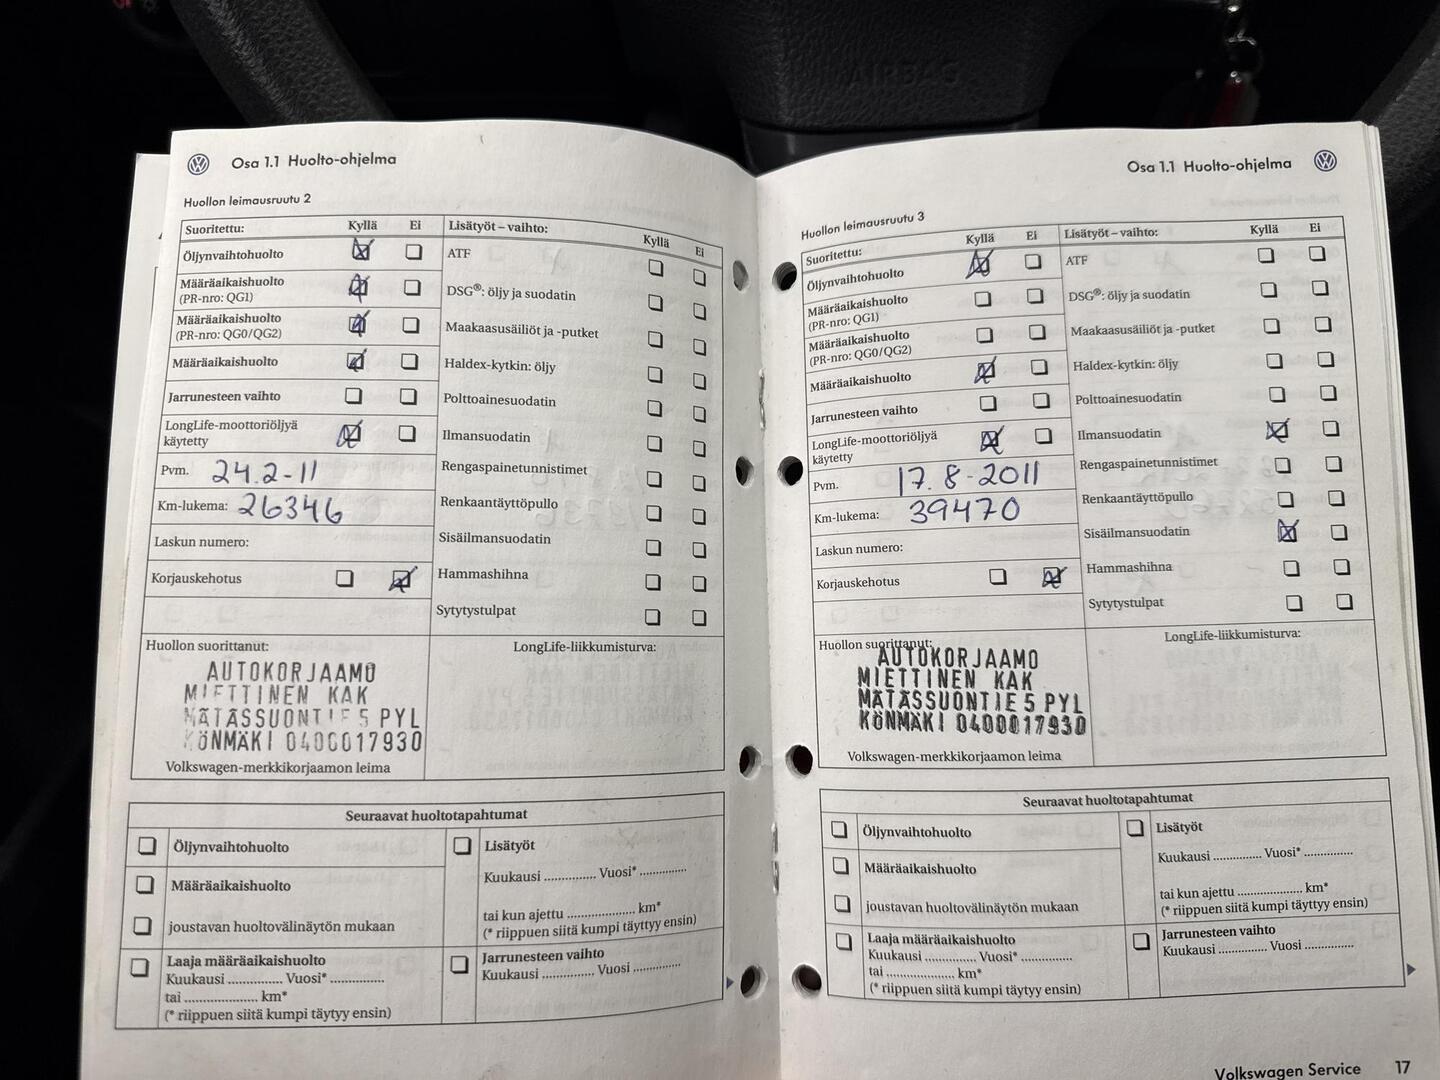 AIRBAG
Osa 1.1 Huolto-ohjelma
Huollon leimausruutu 2
Suoritettu: Kyllä Ei
Öljynvaihtohuolto
Määräaikaishuolto
(PR-nro: QG1)
Määräaikaishuolto
(PR-nro: QG0/QG2)
Määräaikaishuolto
Jarrunesteen vaihto
LongLife-moottoriöljyä
käytetty
Pvm. 24.2-11
Km-lukema: 26346
Laskun numero:
Korjauskehotus
Lisätyöt – vaihto: Kyllä Ei
ATF
DSG®: öljy ja suodatin
Maakaasusäiliöt ja -putket
Haldex-kytkin: öljy
Polttoainesuodatin
Ilmansuodatin
Rengaspainetunnistimet
Renkaantäyttöpullo
Sisäilmansuodatin
Hammashihna
Sytytystulpat
Huollon suorittanut:
AUTOKORJAAMO
MIETTINEN KAK
MÄTÄSSUONTIE 5 PYL
KÖNMÄKI 0400017930
Volkswagen-merkkikorjaamon leima
LongLife-liikkumisturva:
Seuraavat huoltotapahtumat
Öljynvaihtohuolto
Määräaikaishuolto
joustavan huoltovälinäytön mukaan
Laaja määräaikaishuolto
Kuukausi .............. Vuosi* ..............
tai ...................... km*
(* riippuen siitä kumpi täytyy ensin)
Lisätyöt
Kuukausi .............. Vuosi* ..............
tai kun ajettu .................... km*
(* riippuen siitä kumpi täyttyy ensin)
Jarrunesteen vaihto
Kuukausi .............. Vuosi ..............
Osa 1.1 Huolto-ohjelma
Huollon leimausruutu 3
Suoritettu: Kyllä Ei
Öljynvaihtohuolto
Määräaikaishuolto
(PR-nro: QG1)
Määräaikaishuolto
(PR-nro: QG0/QG2)
Määräaikaishuolto
Jarrunesteen vaihto
LongLife-moottoriöljyä
käytetty
Pvm. 17.8-2011
Km-lukema: 39470
Laskun numero:
Korjauskehotus
Lisätyöt – vaihto: Kyllä Ei
ATF
DSG®: öljy ja suodatin
Maakaasusäiliöt ja -putket
Haldex-kytkin: öljy
Polttoainesuodatin
Ilmansuodatin
Rengaspainetunnistimet
Renkaantäyttöpullo
Sisäilmansuodatin
Hammashihna
Sytytystulpat
Huollon suorittanut:
AUTOKORJAAMO
MIETTINEN KAK
MÄTÄSSUONTIE 5 PYL
KÖNMÄKI 0400017930
Volkswagen-merkkikorjaamon leima
LongLife-liikkumisturva:
Seuraavat huoltotapahtumat
Öljynvaihtohuolto
Määräaikaishuolto
joustavan huoltovälinäytön mukaan
Laaja määräaikaishuolto
Kuukausi .............. Vuosi* ..............
tai .................... km*
(* riippuen siitä kumpi täytyy ensin)
Lisätyöt
Kuukausi .............. Vuosi* ..............
tai kun ajettu .................... km*
(* riippuen siitä kumpi täyttyy ensin)
Jarrunesteen vaihto
Kuukausi .............. Vuosi ..............
Volkswagen Service 17